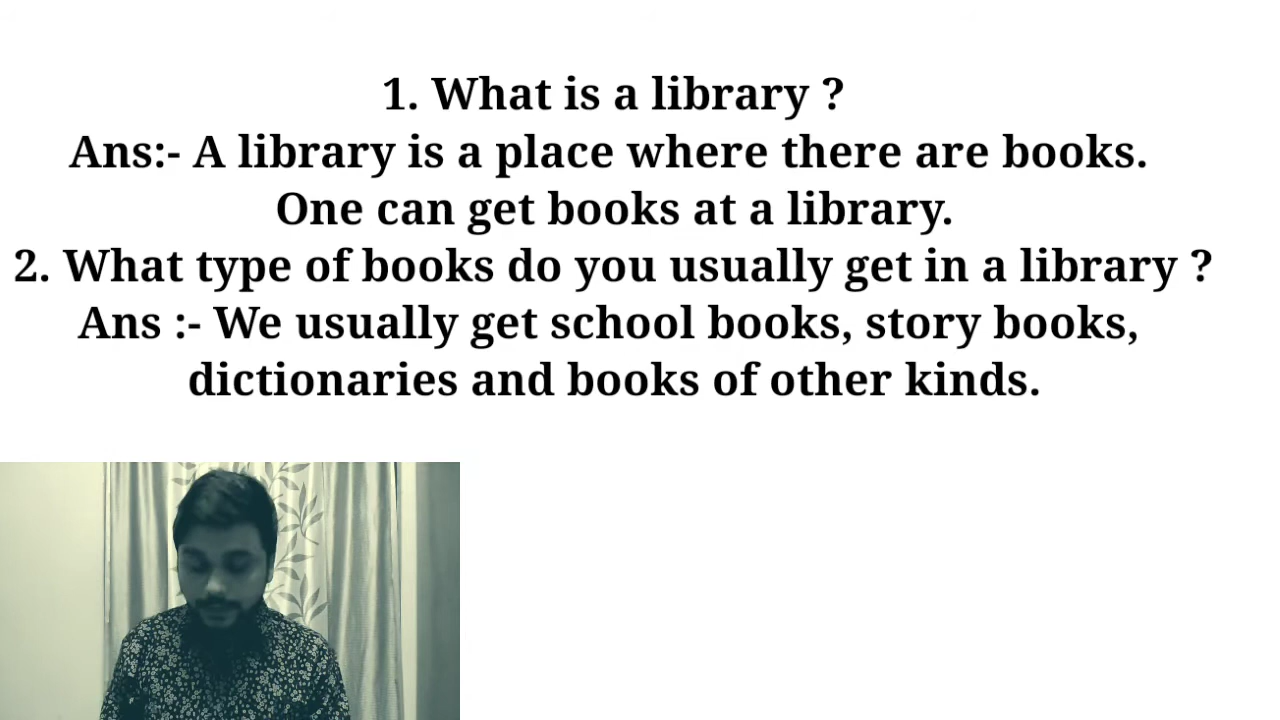 1. What is a library ?
Ans:- A library is a place where there are books.
One can get books at a library.
2. What type of books do you usually get in a library ?
Ans :- We usually get school books, story books,
dictionaries and books of other kinds.